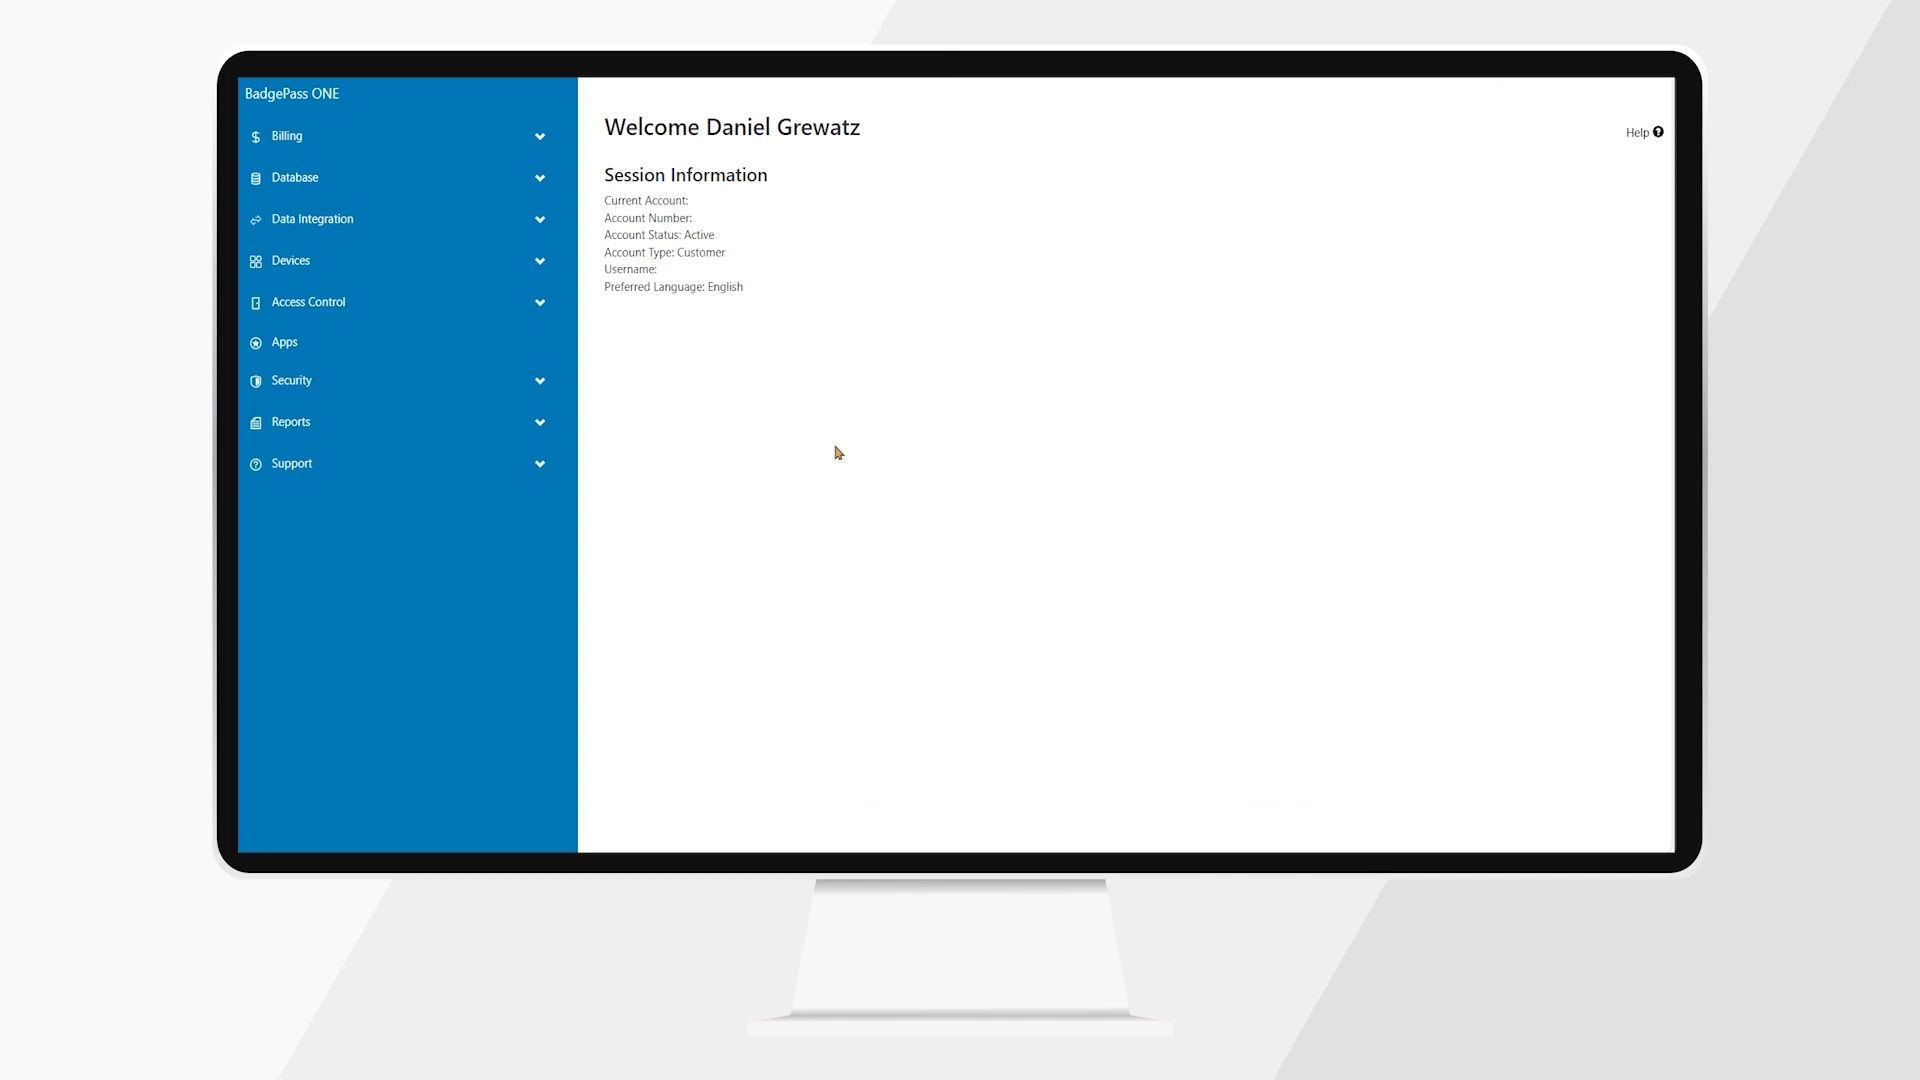 BadgePass ONE
Billing
Database
Data Integration
Devices
Access Control
Apps
Security
Reports
Support
Welcome Daniel Grewatz
Help
Session Information
Current Account:
Account Number:
Account Status: Active
Account Type: Customer
Username:
Preferred Language: English